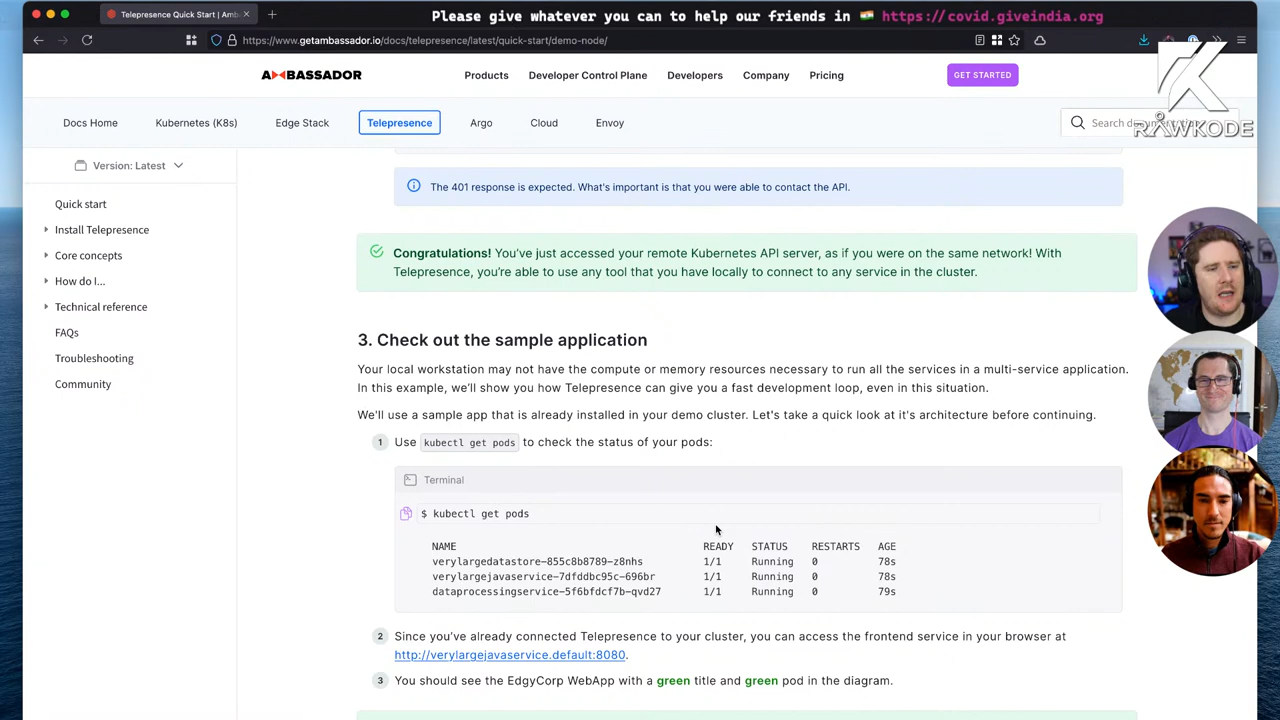 Please give whatever you can to help our friends in 🇮🇳 https://covid.giveindia.org
Telepresence Quick Start | Amb
https://www.getambassador.io/docs/telepresence/latest/quick-start/demo-node/
AMBASSADOR
Products Developer Control Plane Developers Company Pricing GET STARTED
RAWKODE
Docs Home Kubernetes (K8s) Edge Stack Telepresence Argo Cloud Envoy
Version: Latest
Quick start
Install Telepresence
Core concepts
How do I...
Technical reference
FAQs
Troubleshooting
Community
The 401 response is expected. What's important is that you were able to contact the API.
Congratulations! You've just accessed your remote Kubernetes API server, as if you were on the same network! With
Telepresence, you're able to use any tool that you have locally to connect to any service in the cluster.
3. Check out the sample application
Your local workstation may not have the compute or memory resources necessary to run all the services in a multi-service application.
In this example, we'll show you how Telepresence can give you a fast development loop, even in this situation.
We'll use a sample app that is already installed in your demo cluster. Let's take a quick look at it's architecture before continuing.
1 Use kubectl get pods to check the status of your pods:
Terminal
$ kubectl get pods
NAME READY STATUS RESTARTS AGE
verylargedatastore-855c8b8789-z8nhs 1/1 Running 0 78s
verylargejavaservice-7dfddbc95c-696br 1/1 Running 0 78s
dataprocessingservice-5f6bfdcf7b-qvd27 1/1 Running 0 79s
2 Since you've already connected Telepresence to your cluster, you can access the frontend service in your browser at
http://verylargejavaservice.default:8080.
3 You should see the EdgyCorp WebApp with a green title and green pod in the diagram.